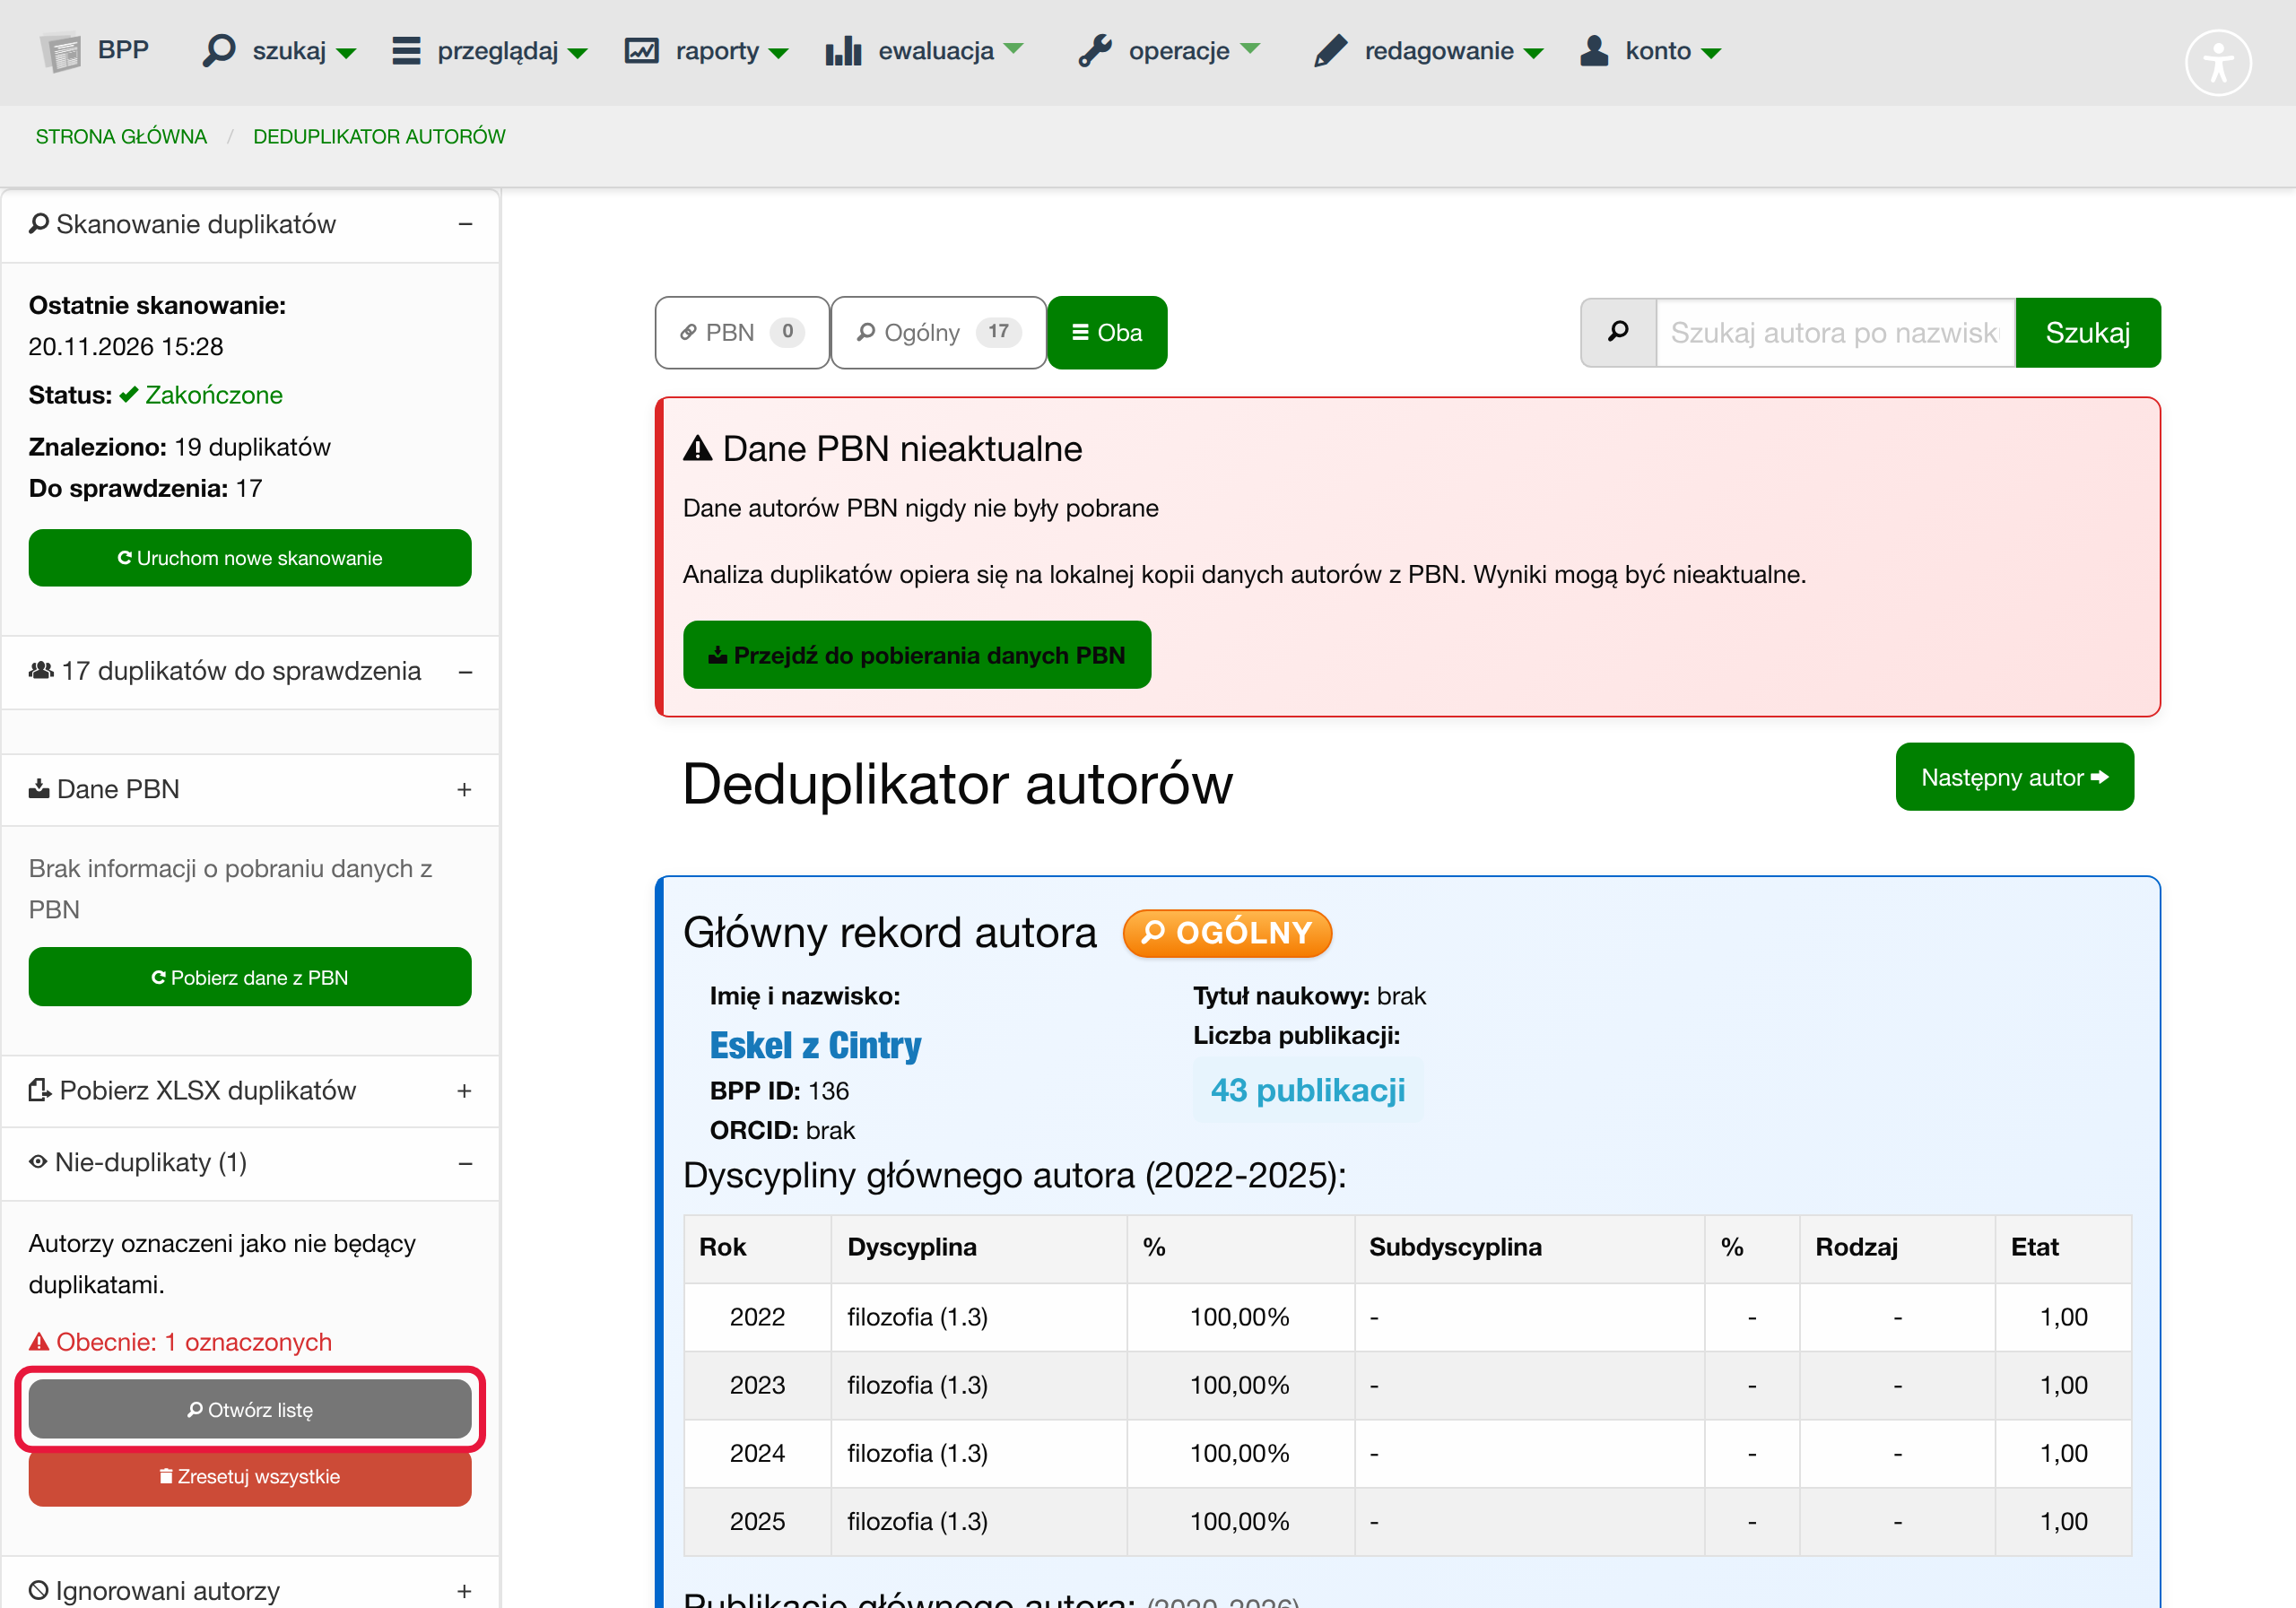 BPP szukaj przeglądaj raporty ewaluacja operacje redagowanie konto
STRONA GŁÓWNA / DEDUPLIKATOR AUTORÓW
Skanowanie duplikatów −
Ostatnie skanowanie:
20.11.2026 15:28
Status: Zakończone
Znaleziono: 19 duplikatów
Do sprawdzenia: 17
Uruchom nowe skanowanie
17 duplikatów do sprawdzenia −
Dane PBN +
Brak informacji o pobraniu danych z
PBN
Pobierz dane z PBN
Pobierz XLSX duplikatów +
Nie-duplikaty (1) −
Autorzy oznaczeni jako nie będący
duplikatami.
Obecnie: 1 oznaczonych
Otwórz listę
Zresetuj wszystkie
Ignorowani autorzy +
PBN 0 Ogólny 17 Oba
Szukaj autora po nazwisk Szukaj
Dane PBN nieaktualne
Dane autorów PBN nigdy nie były pobrane
Analiza duplikatów opiera się na lokalnej kopii danych autorów z PBN. Wyniki mogą być nieaktualne.
Przejdź do pobierania danych PBN
Deduplikator autorów
Następny autor
Główny rekord autora OGÓLNY
Imię i nazwisko:
Eskel z Cintry
BPP ID: 136
ORCID: brak
Tytuł naukowy: brak
Liczba publikacji:
43 publikacji
Dyscypliny głównego autora (2022-2025):
Rok Dyscyplina % Subdyscyplina % Rodzaj Etat
2022 filozofia (1.3) 100,00% - - - 1,00
2023 filozofia (1.3) 100,00% - - - 1,00
2024 filozofia (1.3) 100,00% - - - 1,00
2025 filozofia (1.3) 100,00% - - - 1,00
Publikacje głównego autora: (2020-2026)